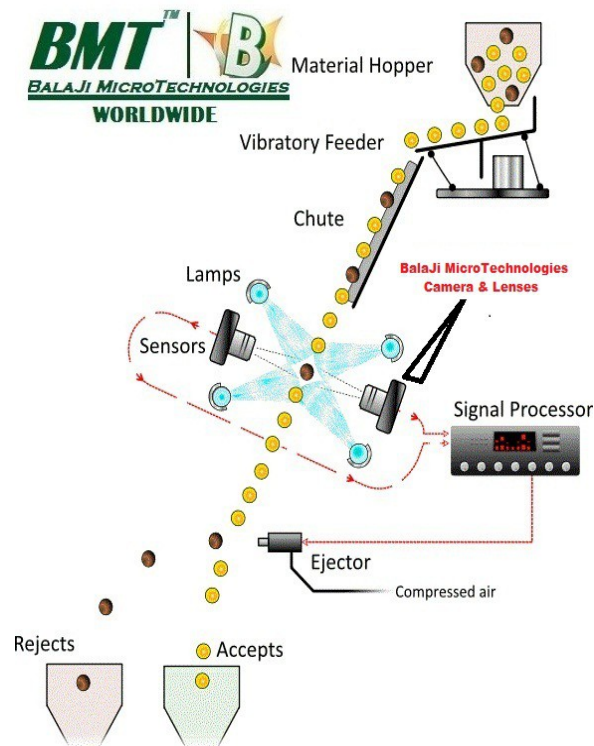 BMT™
B
BALAJI MICROTECHNOLOGIES
WORLDWIDE
Material Hopper
Vibratory Feeder
Chute
BalaJi MicroTechnologies
Camera & Lenses
Lamps
Sensors
Signal Processor
Ejector
Compressed air
Rejects
Accepts